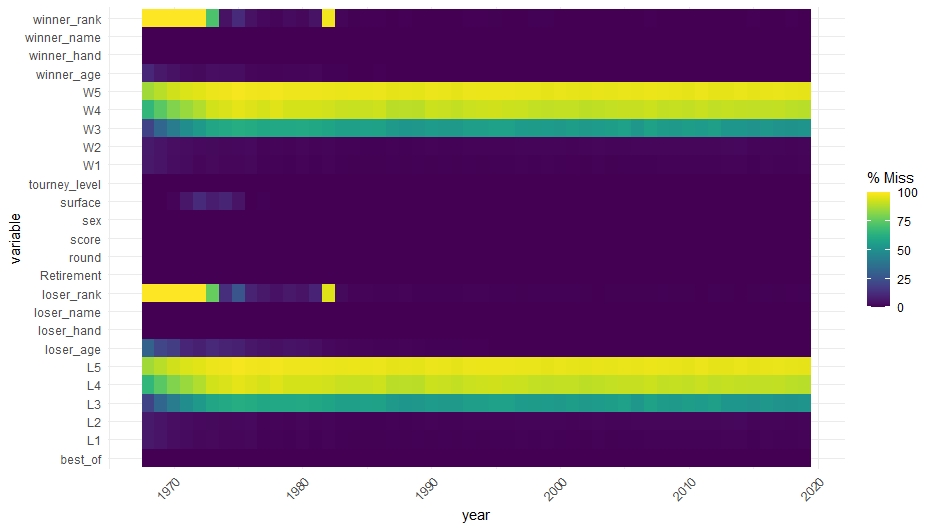 winner_rank
winner_name
winner_hand
winner_age
W5
W4
W3
W2
W1
tourney_level
surface
sex
score
round
Retirement
loser_rank
loser_name
loser_hand
loser_age
L5
L4
L3
L2
L1
best_of
variable
1970
1980
1990
2000
2010
2020
year
% Miss
100
75
50
25
0